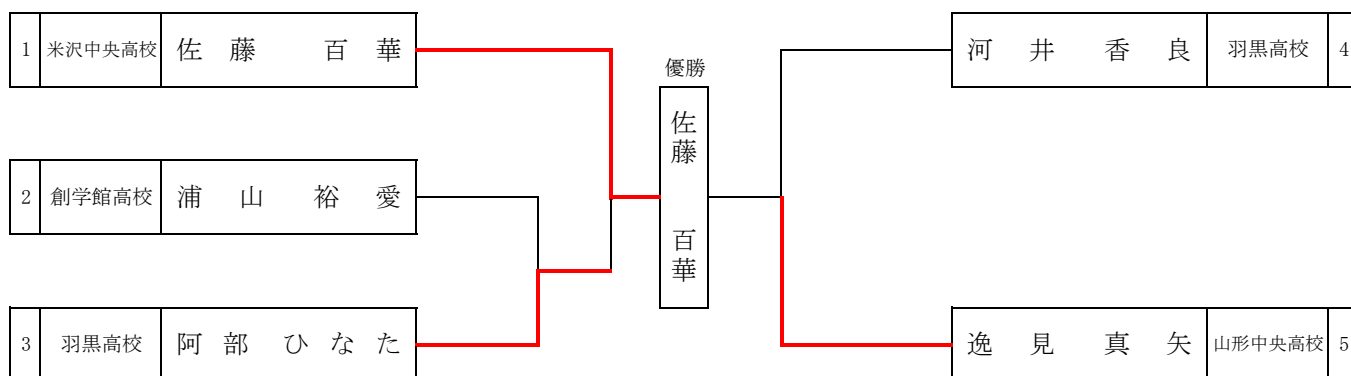 1 米沢中央高校 佐藤 百華
2 創学館高校 浦山 裕愛
3 羽黒高校 阿部 ひなた
優勝
佐藤 百華
河井 香良 羽黒高校 4
逸見 真矢 山形中央高校 5